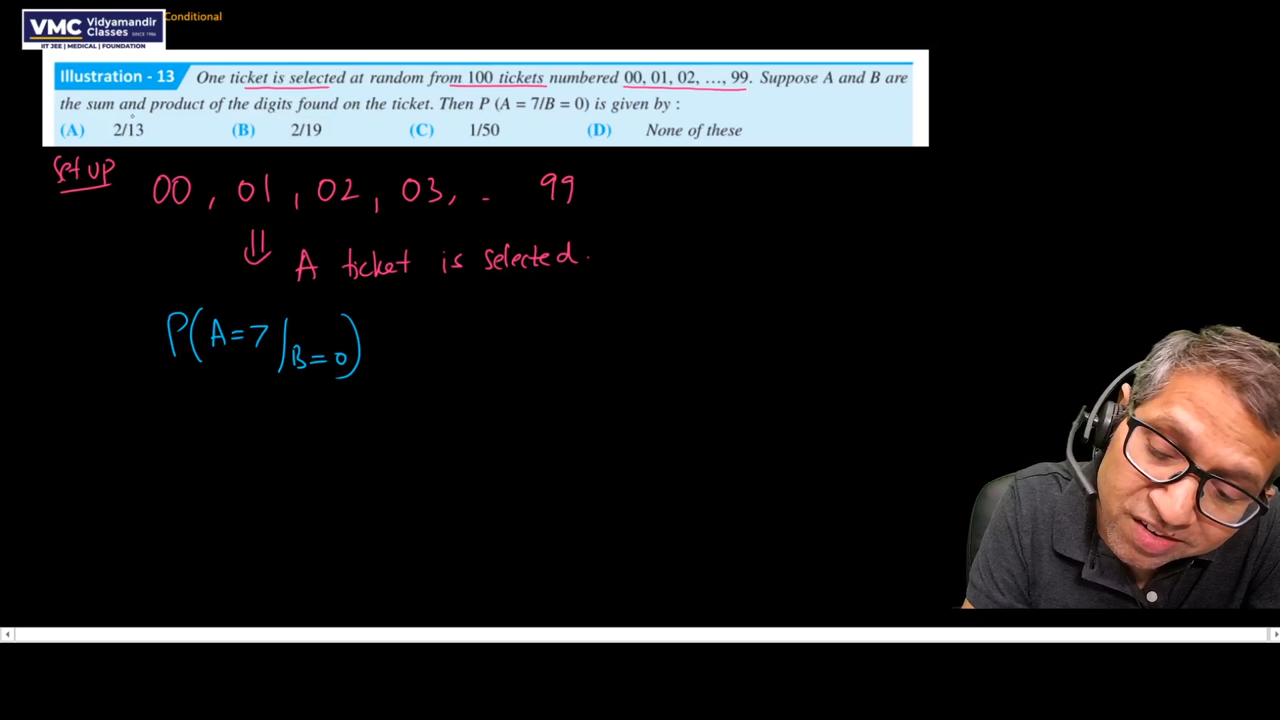 Conditional
VMC Vidyamandir Classes SINCE 1986
IIT JEE | MEDICAL | FOUNDATION
Illustration - 13 One ticket is selected at random from 100 tickets numbered 00, 01, 02, ..., 99. Suppose A and B are
the sum and product of the digits found on the ticket. Then P (A = 7/B = 0) is given by :
(A) 2/13 (B) 2/19 (C) 1/50 (D) None of these
Set up
00 , 01 , 02 , 03, .. 99
⇓ A ticket is selected.
P(A=7/B=0)